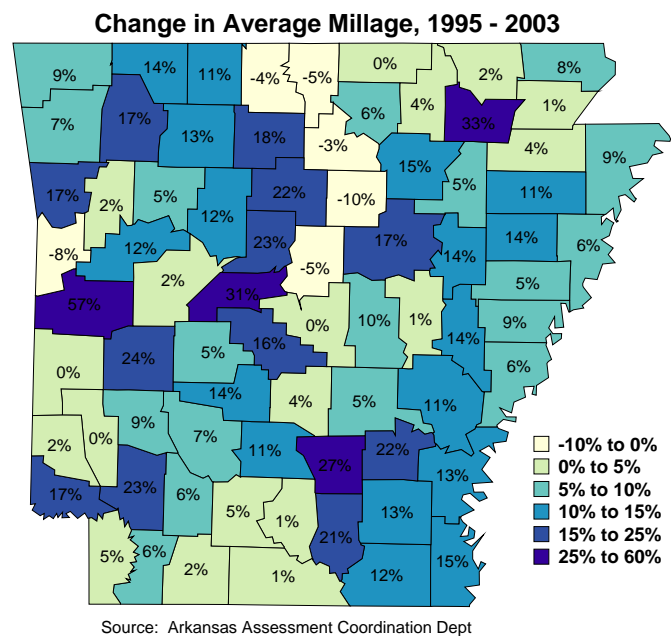 Change in Average Millage, 1995 - 2003
9% 14% 11% -4% -5% 0% 2% 8%
7% 17% 13% 18% -3% 6% 4% 33% 1%
17% 2% 5% 12% 22% -10% 15% 5% 4% 9%
11%
-8% 12% 2% 23% -5% 17% 14% 14% 6%
57% 31% 0% 10% 1% 14% 5%
9%
0% 24% 5% 16% 6%
14% 4% 5% 11%
2% 0% 9% 7% 11% 27% 22% 13%
17% 23% 6% 5% 1% 21% 13%
5% 6% 2% 1% 12% 15%
-10% to 0%
0% to 5%
5% to 10%
10% to 15%
15% to 25%
25% to 60%
Source: Arkansas Assessment Coordination Dept